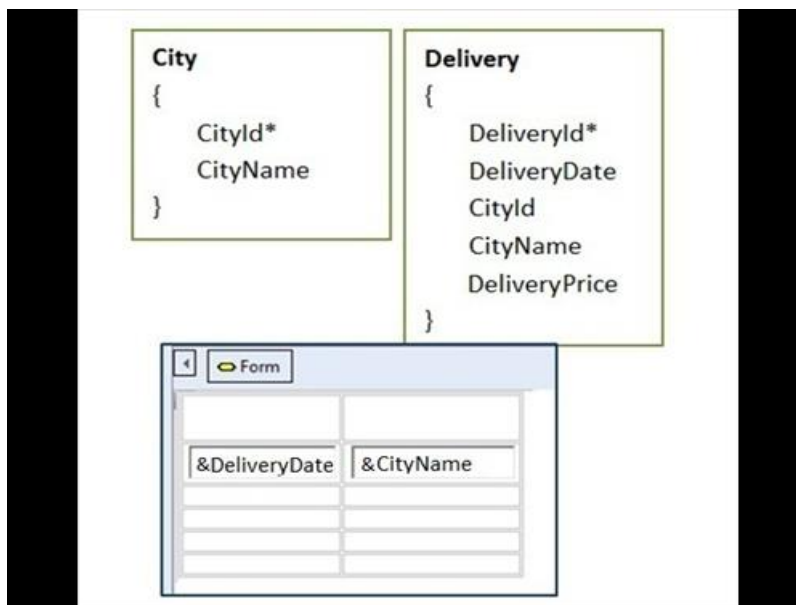 City
{
CityId*
CityName
}
Delivery
{
DeliveryId*
DeliveryDate
CityId
CityName
DeliveryPrice
}
Form
&DeliveryDate
&CityName